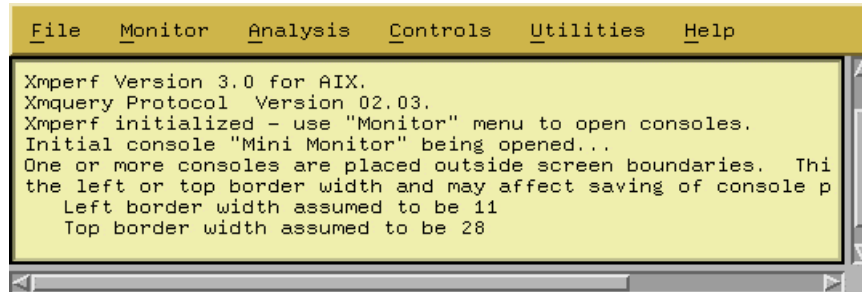 File Monitor Analysis Controls Utilities Help
Xmperf Version 3.0 for AIX.
Xmquery Protocol  Version 02.03.
Xmperf initialized - use "Monitor" menu to open consoles.
Initial console "Mini Monitor" being opened...
One or more consoles are placed outside screen boundaries.  Thi
the left or top border width and may affect saving of console p
Left border width assumed to be 11
Top border width assumed to be 28